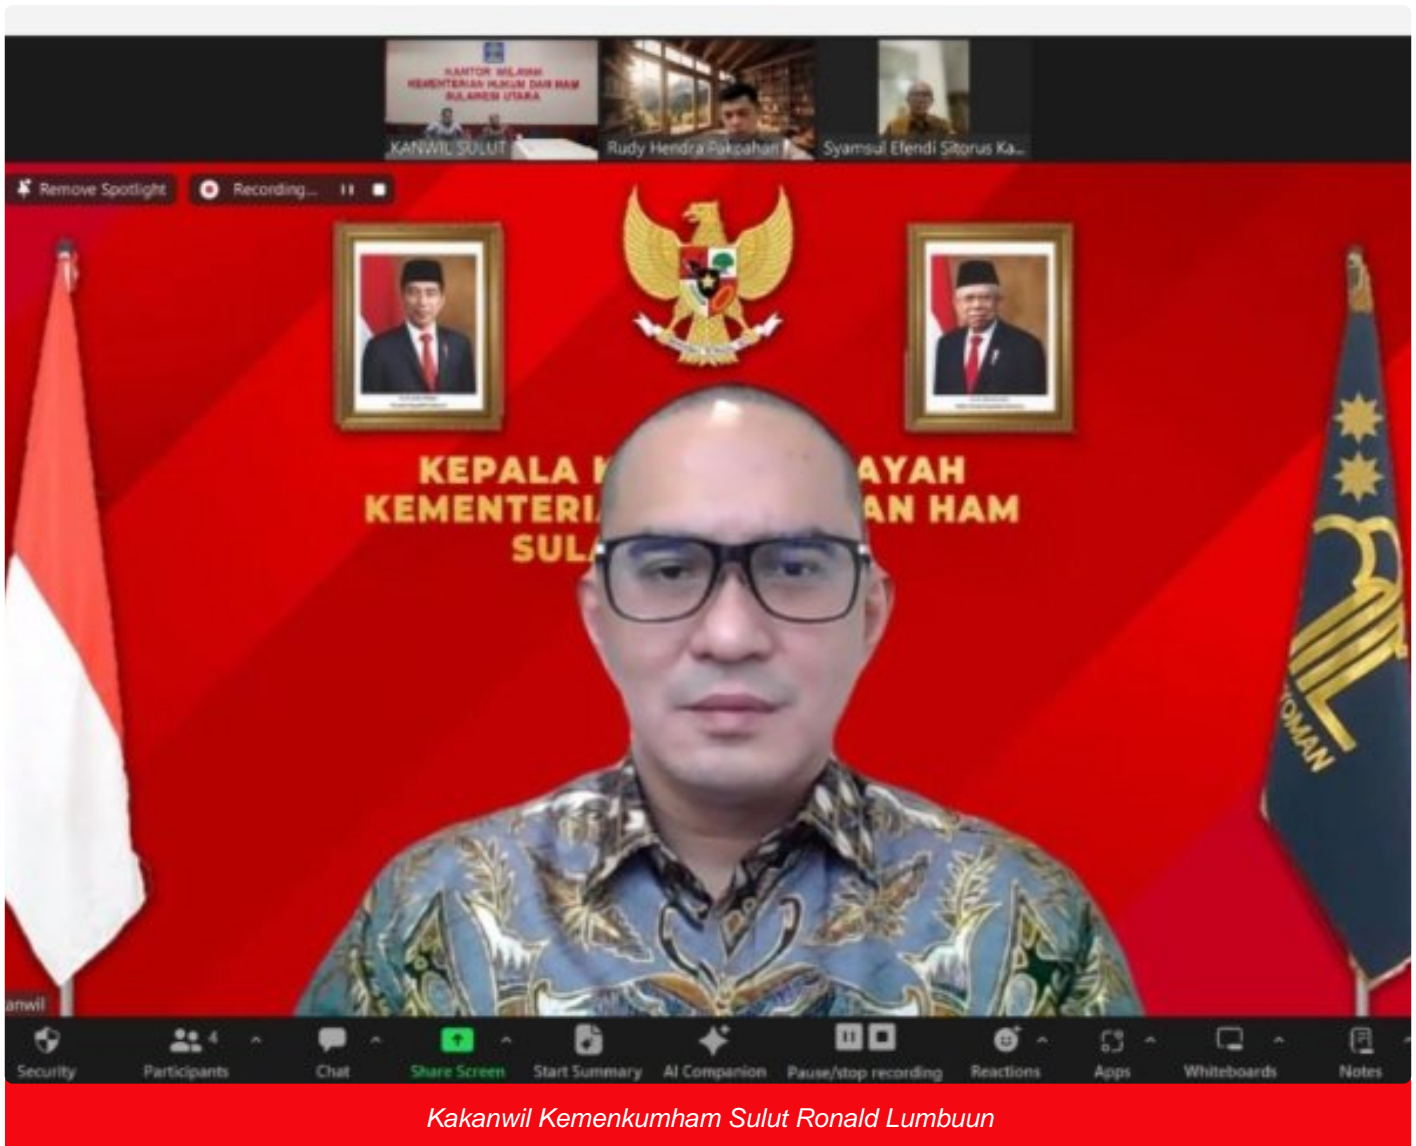 KANTOR WILAYAH
KEMENTERIAN HUKUM DAN HAM
SULAWESI UTARA
KANWIL SULUT
Rudy Hendra Pakpahan
Syamsul Efendi Sitorus Ka...
Remove Spotlight
Recording...
KEPALA K AYAH
KEMENTERI AN HAM
SUL
YOMAN
anwil
Security
Participants
4
Chat
Share Screen
Start Summary
AI Companion
Pause/stop recording
Reactions
Apps
Whiteboards
Notes
Kakanwil Kemenkumham Sulut Ronald Lumbuun